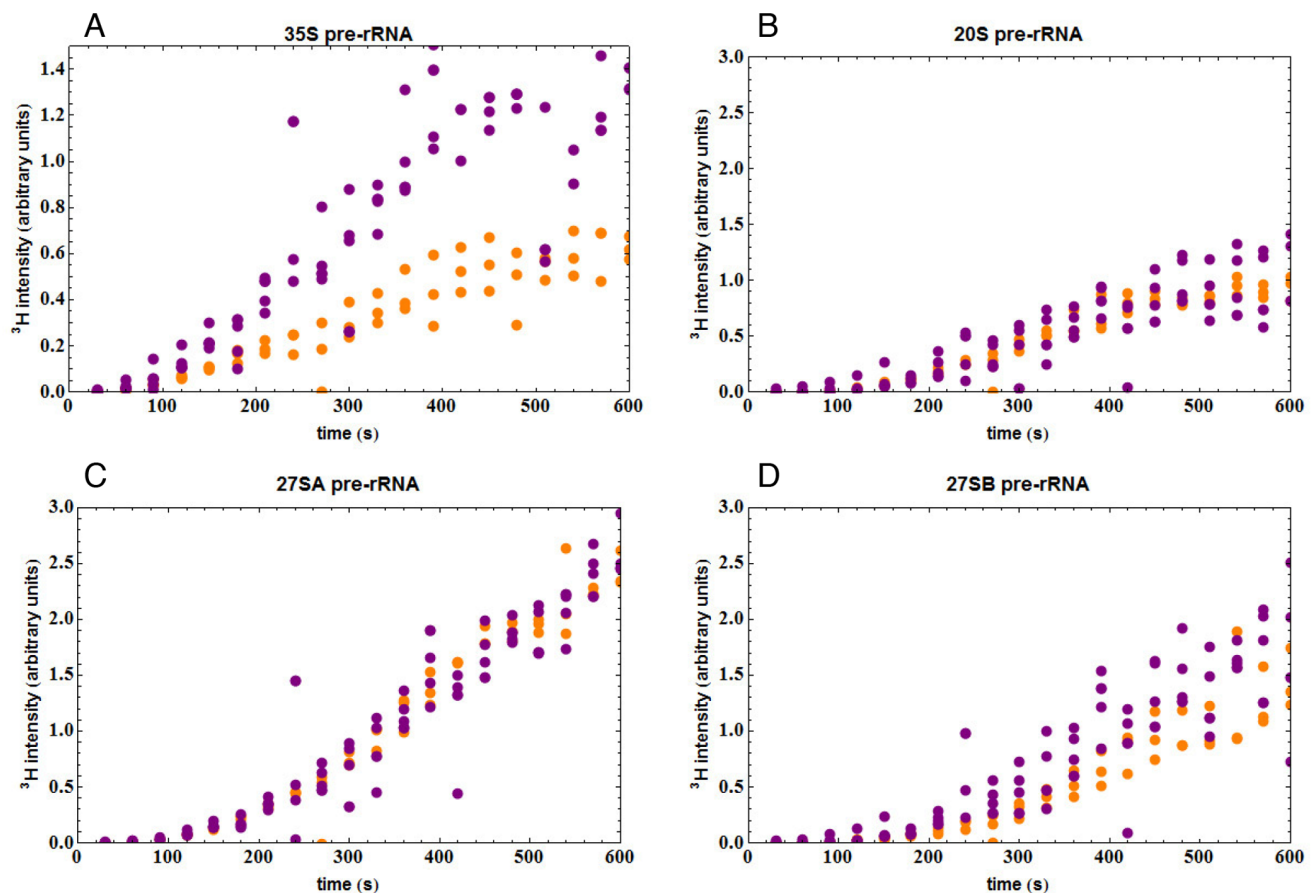 A
35S pre-rRNA
³H intensity (arbitrary units)
1.4
1.2
1.0
0.8
0.6
0.4
0.2
0.0
0 100 200 300 400 500 600
time (s)
B
20S pre-rRNA
³H intensity (arbitrary units)
3.0
2.5
2.0
1.5
1.0
0.5
0.0
0 100 200 300 400 500 600
time (s)
C
27SA pre-rRNA
³H intensity (arbitrary units)
3.0
2.5
2.0
1.5
1.0
0.5
0.0
0 100 200 300 400 500 600
time (s)
D
27SB pre-rRNA
³H intensity (arbitrary units)
3.0
2.5
2.0
1.5
1.0
0.5
0.0
0 100 200 300 400 500 600
time (s)